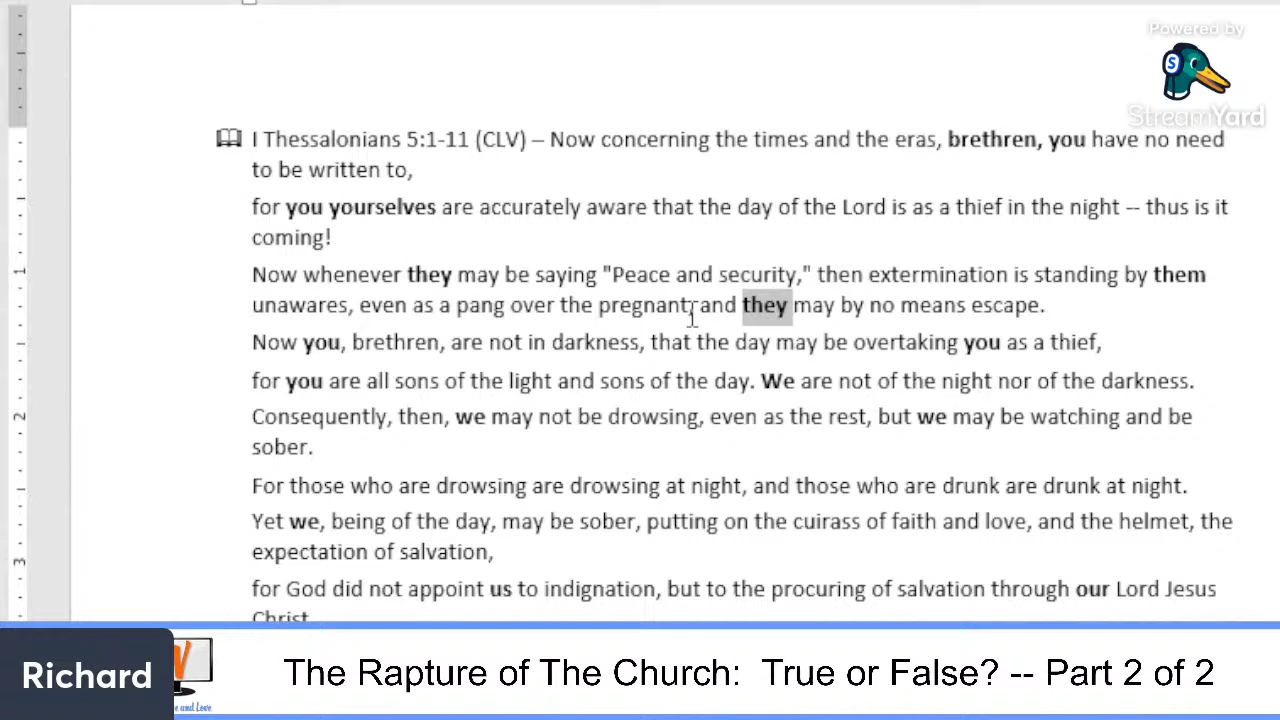 Powered by
S
StreamYard
I Thessalonians 5:1-11 (CLV) – Now concerning the times and the eras, brethren, you have no need
to be written to,
for you yourselves are accurately aware that the day of the Lord is as a thief in the night -- thus is it
coming!
Now whenever they may be saying "Peace and security," then extermination is standing by them
unawares, even as a pang over the pregnant, and they may by no means escape.
Now you, brethren, are not in darkness, that the day may be overtaking you as a thief,
for you are all sons of the light and sons of the day. We are not of the night nor of the darkness.
Consequently, then, we may not be drowsing, even as the rest, but we may be watching and be
sober.
For those who are drowsing are drowsing at night, and those who are drunk are drunk at night.
Yet we, being of the day, may be sober, putting on the cuirass of faith and love, and the helmet, the
expectation of salvation,
for God did not appoint us to indignation, but to the procuring of salvation through our Lord Jesus
Christ
1
2
3
Richard
e and Love
The Rapture of The Church: True or False? -- Part 2 of 2